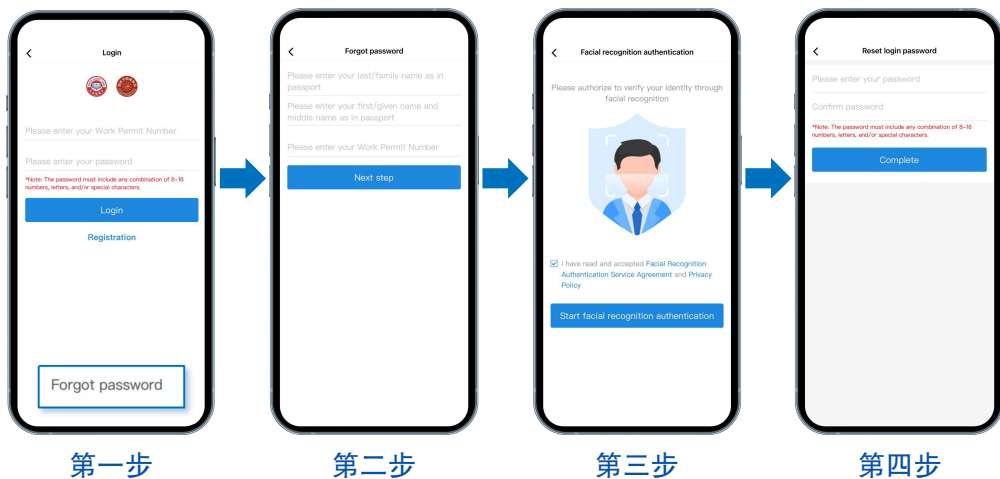 Login
Please enter your Work Permit Number
Please enter your password
*Note: The password must include any combination of 8-16
numbers, letters, and/or special characters.
Login
Registration
Forgot password
第一步
Forgot password
Please enter your last/family name as in
passport
Please enter your first/given name and
middle name as in passport
Please enter your Work Permit Number
Next step
第二步
Facial recognition authentication
Please authorize to verify your identity through
facial recognition
I have read and accepted Facial Recognition
Authentication Service Agreement and Privacy
Policy
Start facial recognition authentication
第三步
Reset login password
Please enter your password
Confirm password
*Note: The password must include any combination of 8-16
numbers, letters, and/or special characters.
Complete
第四步